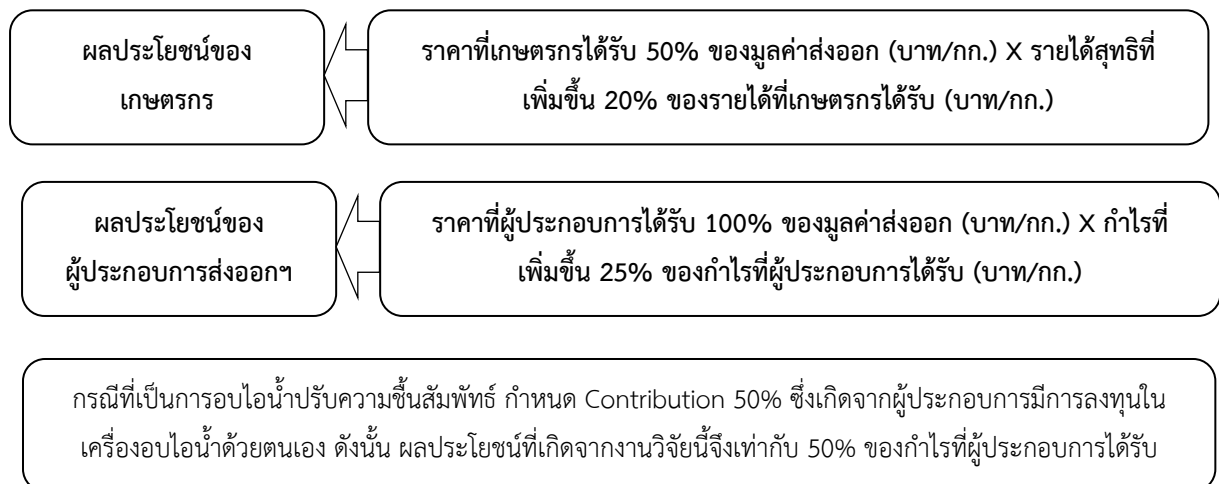 ผลประโยชน์ของ
เกษตรกร
ราคาที่เกษตรกรได้รับ 50% ของมูลค่าส่งออก (บาท/กก.) X รายได้สุทธิที่
เพิ่มขึ้น 20% ของรายได้ที่เกษตรกรได้รับ (บาท/กก.)
ผลประโยชน์ของ
ผู้ประกอบการส่งออกฯ
ราคาที่ผู้ประกอบการได้รับ 100% ของมูลค่าส่งออก (บาท/กก.) X กำไรที่
เพิ่มขึ้น 25% ของกำไรที่ผู้ประกอบการได้รับ (บาท/กก.)
กรณีที่เป็นการอบไอน้ำปรับความชื้นสัมพัทธ์ กำหนด Contribution 50% ซึ่งเกิดจากผู้ประกอบการมีการลงทุนใน
เครื่องอบไอน้ำด้วยตนเอง ดังนั้น ผลประโยชน์ที่เกิดจากงานวิจัยนี้จึงเท่ากับ 50% ของกำไรที่ผู้ประกอบการได้รับ